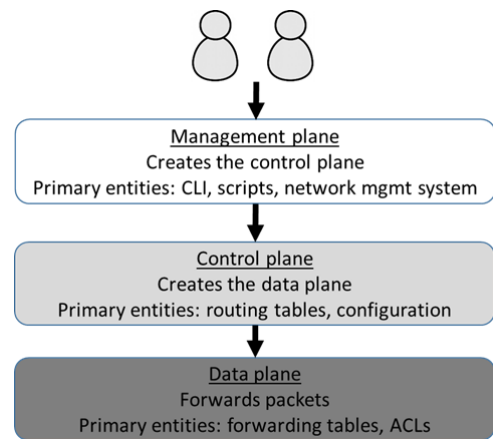 Management plane
Creates the control plane
Primary entities: CLI, scripts, network mgmt system
Control plane
Creates the data plane
Primary entities: routing tables, configuration
Data plane
Forwards packets
Primary entities: forwarding tables, ACLs